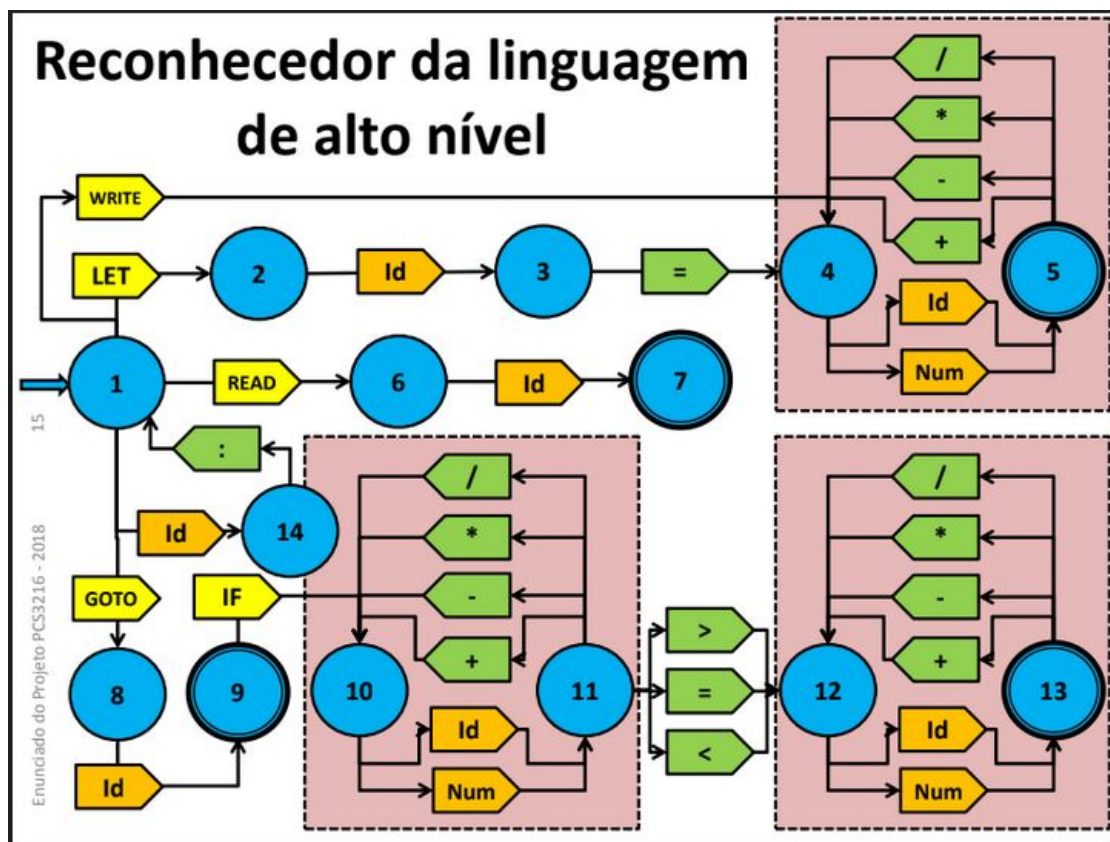 Reconhecedor da linguagem
de alto nível
/
*
-
+
WRITE
LET
2
Id
3
=
4
5
Id
Num
1
READ
6
Id
7
:
14
Id
GOTO
IF
8
9
Id
/
*
-
+
10
11
Id
Num
>
=
<
/
*
-
+
12
13
Id
Num
15
Enunciado do Projeto PCS3216 - 2018